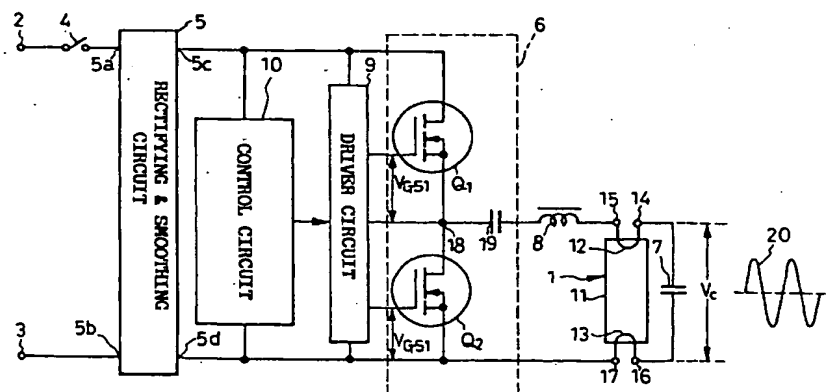 2
4
5
6
5a
5c
10
9
RECTIFYING & SMOOTHING
CIRCUIT
CONTROL CIRCUIT
DRIVER CIRCUIT
VGS1
Q1
18
19
8
15
14
12
7
20
1
11
Vc
13
3
5b
5d
VGS1
Q2
17
16